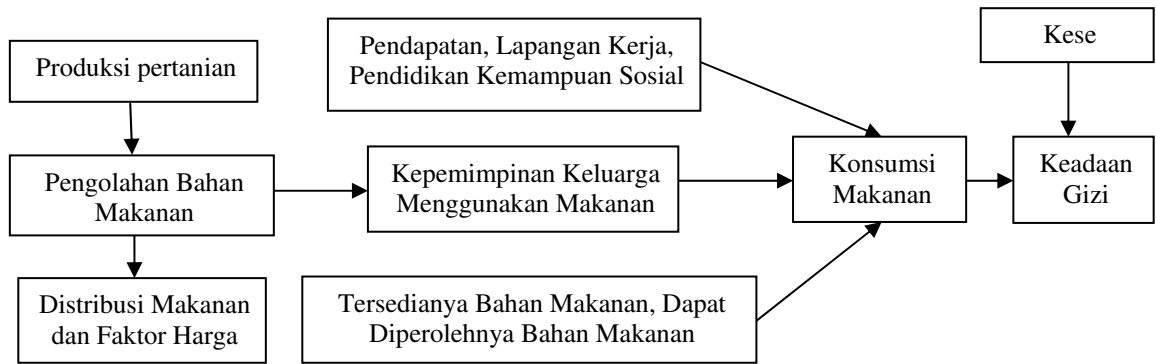 Produksi pertanian
Pendapatan, Lapangan Kerja,
Pendidikan Kemampuan Sosial
Kese
Pengolahan Bahan
Makanan
Kepemimpinan Keluarga
Menggunakan Makanan
Konsumsi
Makanan
Keadaan
Gizi
Distribusi Makanan
dan Faktor Harga
Tersedianya Bahan Makanan, Dapat
Diperolehnya Bahan Makanan